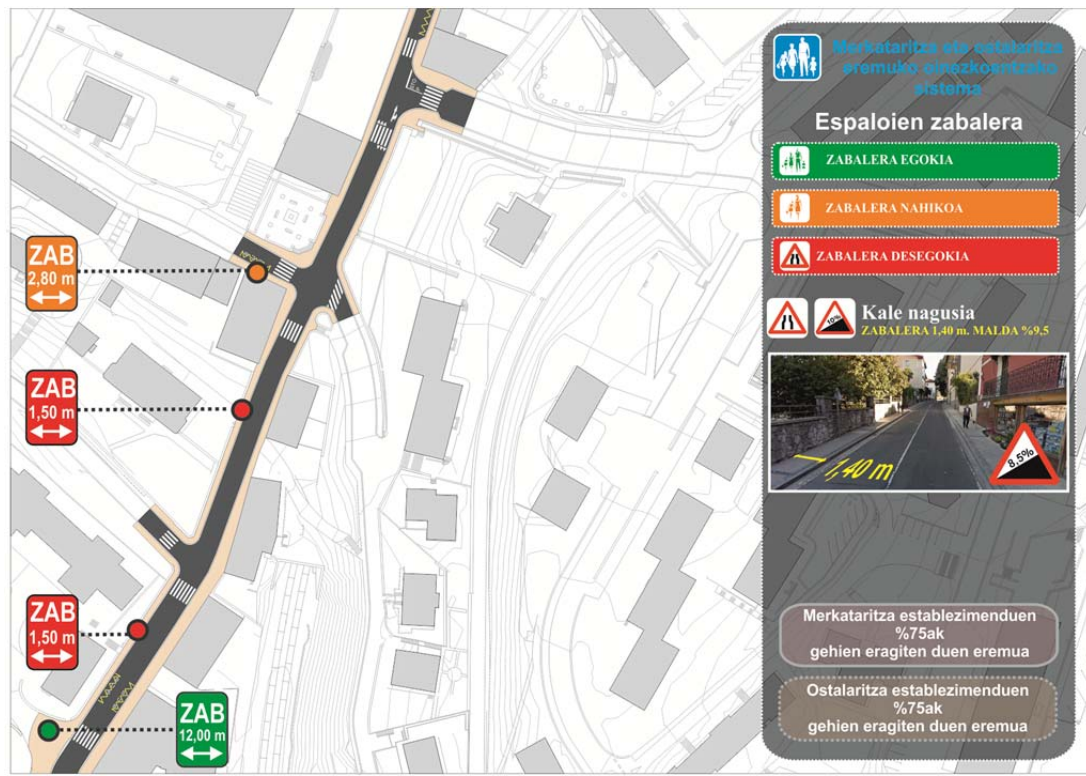 ZAB
2,80 m
ZAB
1,50 m
ZAB
1,50 m
ZAB
12,00 m
Merkataritza eta ostalaritza
eremuko oinezkoentzako
sistema
Espaloien zabalera
ZABALERA EGOKIA
ZABALERA NAHIKOA
ZABALERA DESEGOKIA
10%
Kale nagusia
ZABALERA 1,40 m. MALDA %9,5
1,40 m
8,5%
Merkataritza establezimenduen
%75ak
gehien eragiten duen eremua
Ostalaritza establezimenduen
%75ak
gehien eragiten duen eremua